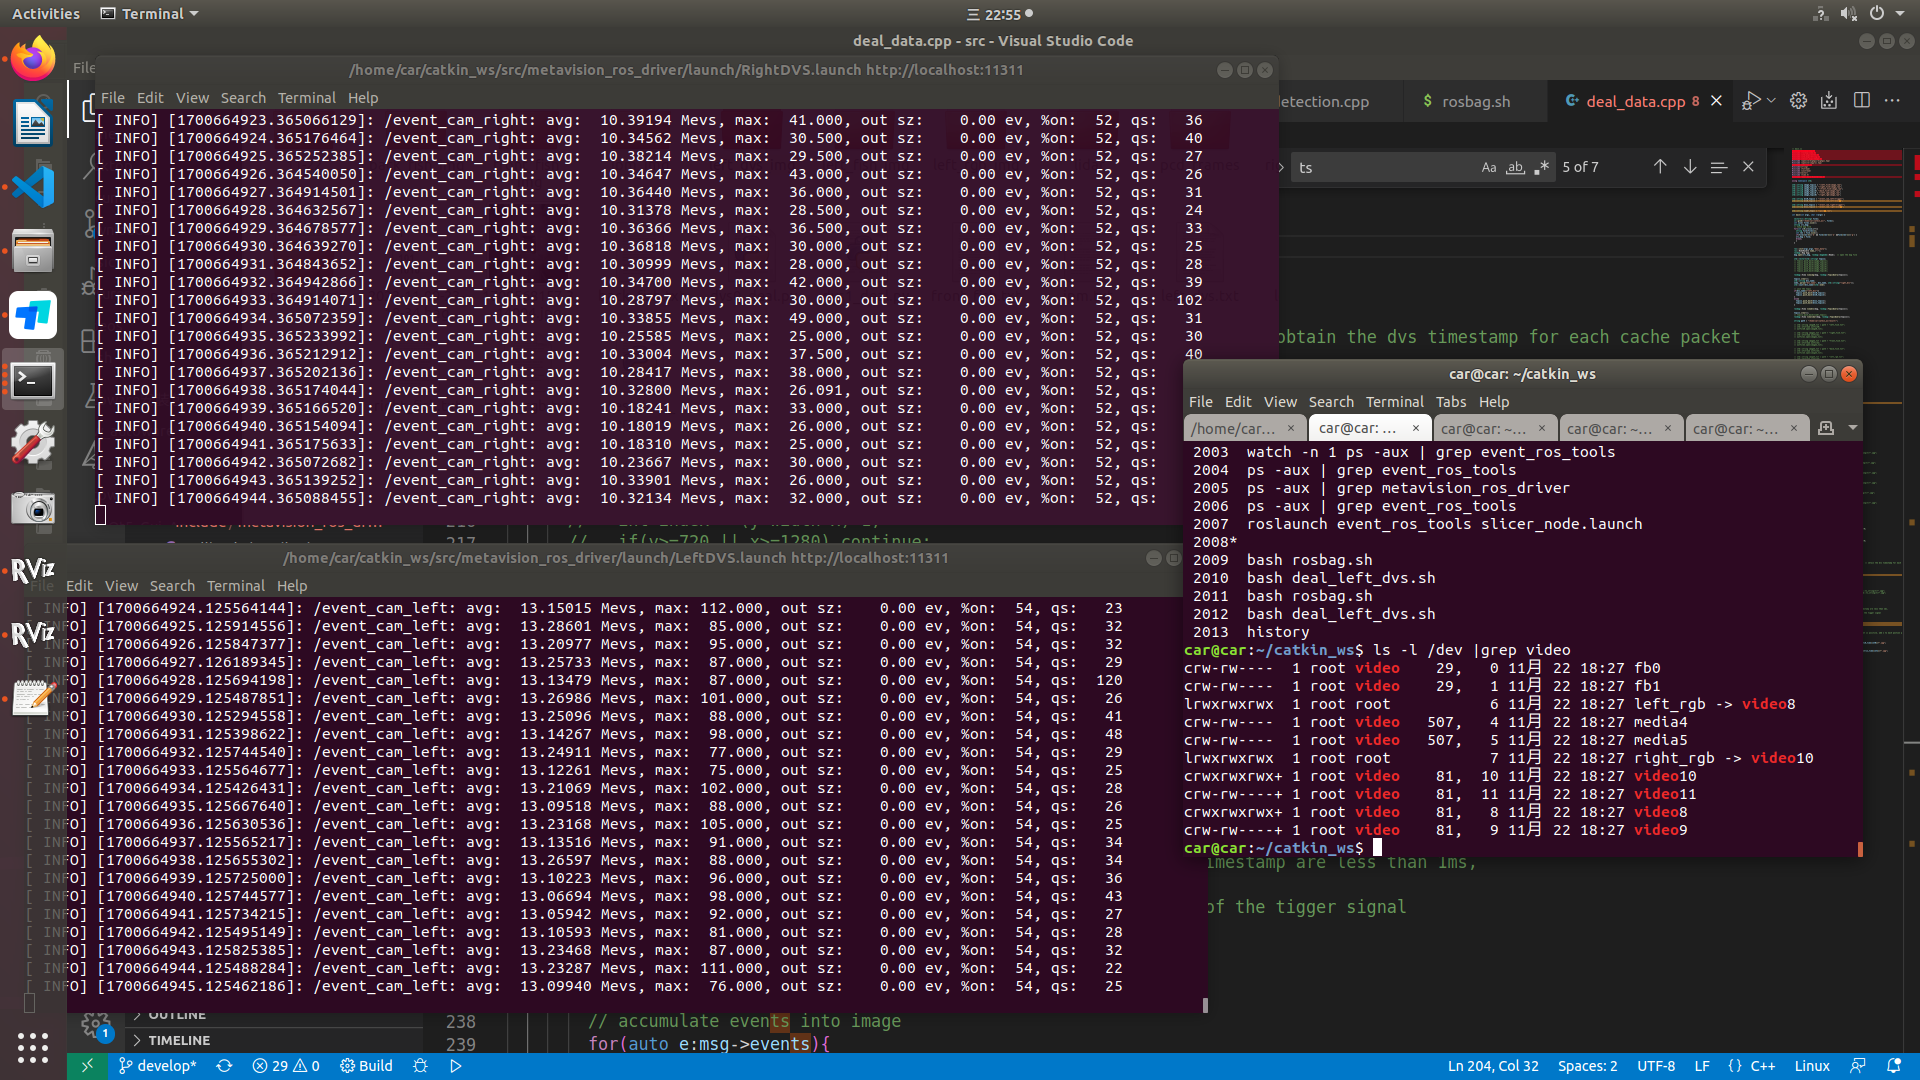 Activities Terminal 三 22:55
deal_data.cpp - src - Visual Studio Code
File
/home/car/catkin_ws/src/metavision_ros_driver/launch/RightDVS.launch http://localhost:11311
File Edit View Search Terminal Help
etection.cpp rosbag.sh deal_data.cpp 8
ts Aa ab .* 5 of 7
[ INFO] [1700664923.365066129]: /event_cam_right: avg: 10.39194 Mevs, max: 41.000, out sz: 0.00 ev, %on: 52, qs: 36
[ INFO] [1700664924.365176464]: /event_cam_right: avg: 10.34562 Mevs, max: 30.500, out sz: 0.00 ev, %on: 52, qs: 40
[ INFO] [1700664925.365252385]: /event_cam_right: avg: 10.38214 Mevs, max: 29.500, out sz: 0.00 ev, %on: 52, qs: 27
[ INFO] [1700664926.364540050]: /event_cam_right: avg: 10.34647 Mevs, max: 43.000, out sz: 0.00 ev, %on: 52, qs: 26
[ INFO] [1700664927.364914501]: /event_cam_right: avg: 10.36440 Mevs, max: 36.000, out sz: 0.00 ev, %on: 52, qs: 31
[ INFO] [1700664928.364632567]: /event_cam_right: avg: 10.31378 Mevs, max: 28.500, out sz: 0.00 ev, %on: 52, qs: 24
[ INFO] [1700664929.364678577]: /event_cam_right: avg: 10.36366 Mevs, max: 36.500, out sz: 0.00 ev, %on: 52, qs: 33
[ INFO] [1700664930.364639270]: /event_cam_right: avg: 10.36818 Mevs, max: 30.000, out sz: 0.00 ev, %on: 52, qs: 25
[ INFO] [1700664931.364843652]: /event_cam_right: avg: 10.30999 Mevs, max: 28.000, out sz: 0.00 ev, %on: 52, qs: 28
[ INFO] [1700664932.364942866]: /event_cam_right: avg: 10.34700 Mevs, max: 42.000, out sz: 0.00 ev, %on: 52, qs: 39
[ INFO] [1700664933.364914071]: /event_cam_right: avg: 10.28797 Mevs, max: 30.000, out sz: 0.00 ev, %on: 52, qs: 102
[ INFO] [1700664934.365072359]: /event_cam_right: avg: 10.33855 Mevs, max: 49.000, out sz: 0.00 ev, %on: 52, qs: 31
[ INFO] [1700664935.365233992]: /event_cam_right: avg: 10.25585 Mevs, max: 25.000, out sz: 0.00 ev, %on: 52, qs: 30
[ INFO] [1700664936.365212912]: /event_cam_right: avg: 10.33004 Mevs, max: 37.500, out sz: 0.00 ev, %on: 52, qs: 40
[ INFO] [1700664937.365202136]: /event_cam_right: avg: 10.28417 Mevs, max: 38.000, out sz: 0.00 ev, %on: 52, qs:
[ INFO] [1700664938.365174044]: /event_cam_right: avg: 10.32800 Mevs, max: 26.091, out sz: 0.00 ev, %on: 52, qs:
[ INFO] [1700664939.365166520]: /event_cam_right: avg: 10.18241 Mevs, max: 33.000, out sz: 0.00 ev, %on: 52, qs:
[ INFO] [1700664940.365154094]: /event_cam_right: avg: 10.18019 Mevs, max: 26.000, out sz: 0.00 ev, %on: 52, qs:
[ INFO] [1700664941.365175633]: /event_cam_right: avg: 10.18310 Mevs, max: 25.000, out sz: 0.00 ev, %on: 52, qs:
[ INFO] [1700664942.365072682]: /event_cam_right: avg: 10.23667 Mevs, max: 30.000, out sz: 0.00 ev, %on: 52, qs:
[ INFO] [1700664943.365139252]: /event_cam_right: avg: 10.33901 Mevs, max: 26.000, out sz: 0.00 ev, %on: 52, qs:
[ INFO] [1700664944.365088455]: /event_cam_right: avg: 10.32134 Mevs, max: 32.000, out sz: 0.00 ev, %on: 52, qs:
obtain the dvs timestamp for each cache packet
217 // if(y>=720 || x>=1280) continue;
/home/car/catkin_ws/src/metavision_ros_driver/launch/LeftDVS.launch http://localhost:11311
File Edit View Search Terminal Help
[ INFO] [1700664924.125564144]: /event_cam_left: avg: 13.15015 Mevs, max: 112.000, out sz: 0.00 ev, %on: 54, qs: 23
[ INFO] [1700664925.125914556]: /event_cam_left: avg: 13.28601 Mevs, max: 85.000, out sz: 0.00 ev, %on: 54, qs: 32
[ INFO] [1700664926.125847377]: /event_cam_left: avg: 13.20977 Mevs, max: 95.000, out sz: 0.00 ev, %on: 54, qs: 32
[ INFO] [1700664927.126189345]: /event_cam_left: avg: 13.25733 Mevs, max: 87.000, out sz: 0.00 ev, %on: 54, qs: 29
[ INFO] [1700664928.125694198]: /event_cam_left: avg: 13.13479 Mevs, max: 87.000, out sz: 0.00 ev, %on: 54, qs: 120
[ INFO] [1700664929.125487851]: /event_cam_left: avg: 13.26986 Mevs, max: 101.000, out sz: 0.00 ev, %on: 54, qs: 26
[ INFO] [1700664930.125294558]: /event_cam_left: avg: 13.25096 Mevs, max: 88.000, out sz: 0.00 ev, %on: 54, qs: 41
[ INFO] [1700664931.125398622]: /event_cam_left: avg: 13.14267 Mevs, max: 98.000, out sz: 0.00 ev, %on: 54, qs: 48
[ INFO] [1700664932.125744540]: /event_cam_left: avg: 13.24911 Mevs, max: 77.000, out sz: 0.00 ev, %on: 54, qs: 29
[ INFO] [1700664933.125564677]: /event_cam_left: avg: 13.12261 Mevs, max: 75.000, out sz: 0.00 ev, %on: 54, qs: 25
[ INFO] [1700664934.125426431]: /event_cam_left: avg: 13.21069 Mevs, max: 102.000, out sz: 0.00 ev, %on: 54, qs: 28
[ INFO] [1700664935.125667640]: /event_cam_left: avg: 13.09518 Mevs, max: 88.000, out sz: 0.00 ev, %on: 54, qs: 26
[ INFO] [1700664936.125630536]: /event_cam_left: avg: 13.23168 Mevs, max: 105.000, out sz: 0.00 ev, %on: 54, qs: 25
[ INFO] [1700664937.125565217]: /event_cam_left: avg: 13.13516 Mevs, max: 91.000, out sz: 0.00 ev, %on: 54, qs: 34
[ INFO] [1700664938.125655302]: /event_cam_left: avg: 13.26597 Mevs, max: 88.000, out sz: 0.00 ev, %on: 54, qs: 34
[ INFO] [1700664939.125725000]: /event_cam_left: avg: 13.10223 Mevs, max: 96.000, out sz: 0.00 ev, %on: 54, qs: 36
[ INFO] [1700664940.125744577]: /event_cam_left: avg: 13.06694 Mevs, max: 98.000, out sz: 0.00 ev, %on: 54, qs: 43
[ INFO] [1700664941.125734215]: /event_cam_left: avg: 13.05942 Mevs, max: 92.000, out sz: 0.00 ev, %on: 54, qs: 27
[ INFO] [1700664942.125495149]: /event_cam_left: avg: 13.10593 Mevs, max: 81.000, out sz: 0.00 ev, %on: 54, qs: 28
[ INFO] [1700664943.125825385]: /event_cam_left: avg: 13.23468 Mevs, max: 87.000, out sz: 0.00 ev, %on: 54, qs: 32
[ INFO] [1700664944.125488284]: /event_cam_left: avg: 13.23287 Mevs, max: 111.000, out sz: 0.00 ev, %on: 54, qs: 22
[ INFO] [1700664945.125462186]: /event_cam_left: avg: 13.09940 Mevs, max: 76.000, out sz: 0.00 ev, %on: 54, qs: 25
RViz
RViz
car@car: ~/catkin_ws
File Edit View Search Terminal Tabs Help
/home/car... × car@car: ... × car@car: ~... × car@car: ~... × car@car: ~... ×
2003 watch -n 1 ps -aux | grep event_ros_tools
2004 ps -aux | grep event_ros_tools
2005 ps -aux | grep metavision_ros_driver
2006 ps -aux | grep event_ros_tools
2007 roslaunch event_ros_tools slicer_node.launch
2008*
2009 bash rosbag.sh
2010 bash deal_left_dvs.sh
2011 bash rosbag.sh
2012 bash deal_left_dvs.sh
2013 history
car@car:~/catkin_ws$ ls -l /dev |grep video
crw-rw---- 1 root video 29, 0 11月 22 18:27 fb0
crw-rw---- 1 root video 29, 1 11月 22 18:27 fb1
lrwxrwxrwx 1 root root 6 11月 22 18:27 left_rgb -> video8
crw-rw---- 1 root video 507, 4 11月 22 18:27 media4
crw-rw---- 1 root video 507, 5 11月 22 18:27 media5
lrwxrwxrwx 1 root root 7 11月 22 18:27 right_rgb -> video10
crwxrwxrwx+ 1 root video 81, 10 11月 22 18:27 video10
crw-rw----+ 1 root video 81, 11 11月 22 18:27 video11
crwxrwxrwx+ 1 root video 81, 8 11月 22 18:27 video8
crw-rw----+ 1 root video 81, 9 11月 22 18:27 video9
car@car:~/catkin_ws$
imestamp are less than 1ms,
of the tigger signal
OUTLINE
TIMELINE
238 // accumulate events into image
239 for(auto e:msg->events){
1
develop* 29 0 Build Ln 204, Col 32 Spaces: 2 UTF-8 LF {} C++ Linux